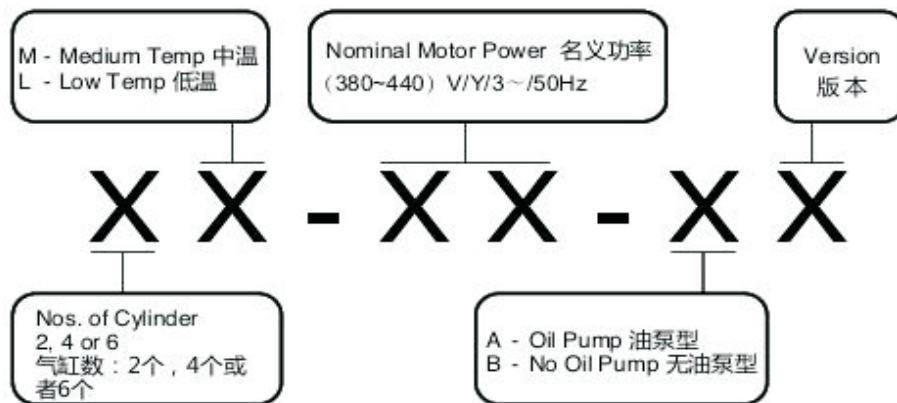 M - Medium Temp 中温
L - Low Temp 低温
Nominal Motor Power 名义功率
（380~440）V/Y/3～/50Hz
Version
版本
X X - X X - X X
Nos. of Cylinder
2, 4 or 6
气缸数：2个，4个或
者6个
A - Oil Pump 油泵型
B - No Oil Pump 无油泵型